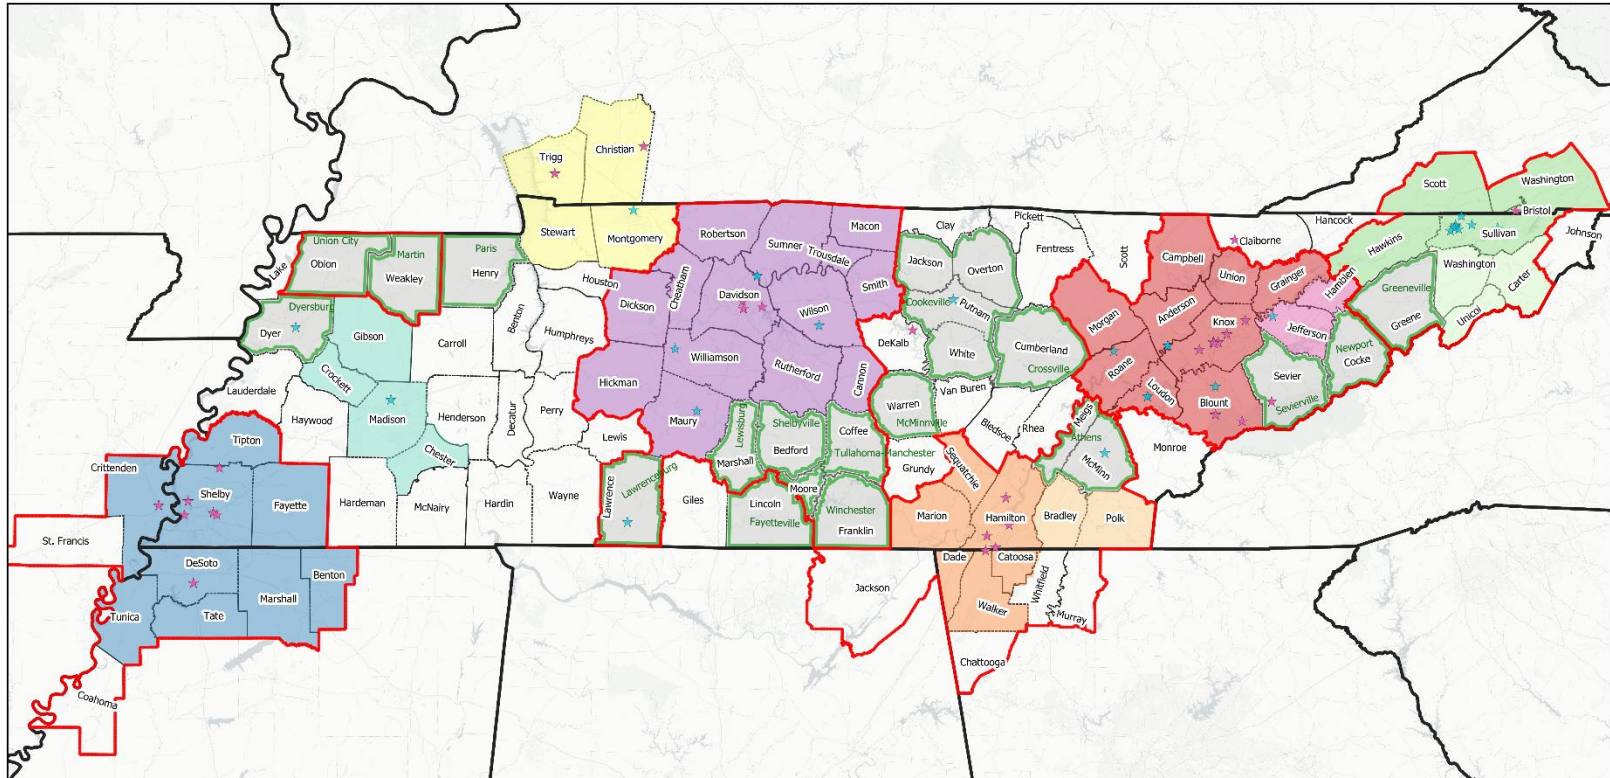 Christian
Trigg
Scott
Washington
Bristol
Stewart
Montgomery
Robertson
Sumner
Trousdale
Macon
Clay
Pickett
Fentress
Scott
Claiborne
Hancock
Hawkins
Sullivan
Johnson
Union City
Obion
Martin
Weakley
Paris
Henry
Lake
Houston
Dickson
Cheatham
Davidson
Wilson
Smith
Jackson
Overton
Cookeville
Putnam
Campbell
Union
Grainger
Hamblen
Washington
Carter
Unicoi
Greeneville
Greene
Dyersburg
Dyer
Gibson
Carroll
Benton
Humphreys
Williamson
Rutherford
Cannon
DeKalb
White
Cumberland
Crossville
Morgan
Anderson
Knox
Jefferson
Newport
Cocke
Lauderdale
Crockett
Haywood
Madison
Henderson
Decatur
Perry
Hickman
Maury
Lewis
Warren
McMinnville
Van Buren
Bledsoe
Rhea
Roane
Loudon
Blount
Sevier
Sevierville
Tipton
Chester
Lewisburg
Marshall
Shelbyville
Bedford
Coffee
Tullahoma-Manchester
Grundy
Sequatchie
Meigs
Athens
McMinn
Monroe
Crittenden
Shelby
Fayette
Hardeman
McNairy
Hardin
Wayne
Lawrence
Lawrenceburg
Giles
Lincoln
Fayetteville
Moore
Winchester
Franklin
Marion
Hamilton
Bradley
Polk
St. Francis
DeSoto
Benton
Marshall
Tate
Tunica
Coahoma
Jackson
Dade
Catoosa
Walker
Whitfield
Murray
Chattooga